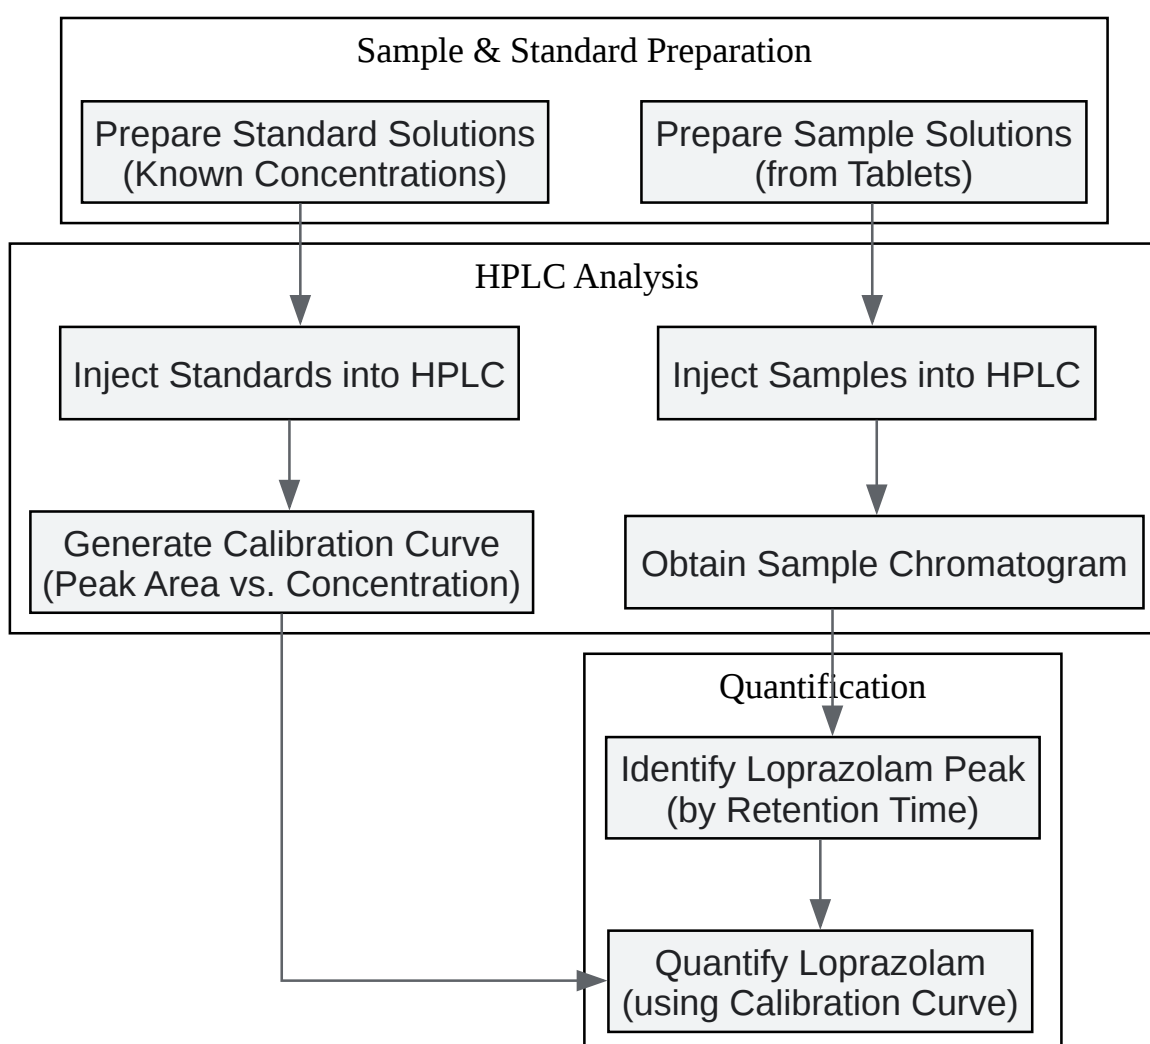 Sample & Standard Preparation
Prepare Standard Solutions
(Known Concentrations)
Prepare Sample Solutions
(from Tablets)
HPLC Analysis
Inject Standards into HPLC
Inject Samples into HPLC
Generate Calibration Curve
(Peak Area vs. Concentration)
Obtain Sample Chromatogram
Quantification
Identify Loprazolam Peak
(by Retention Time)
Quantify Loprazolam
(using Calibration Curve)